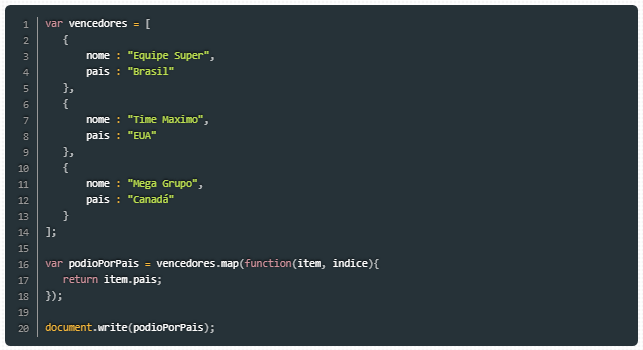 1 var vencedores = [
2 {
3 nome : "Equipe Super",
4 pais : "Brasil"
5 },
6 {
7 nome : "Time Maximo",
8 pais : "EUA"
9 },
10 {
11 nome : "Mega Grupo",
12 pais : "Canadá"
13 }
14 ];
15
16 var podioPorPais = vencedores.map(function(item, indice){
17 return item.pais;
18 });
19
20 document.write(podioPorPais);